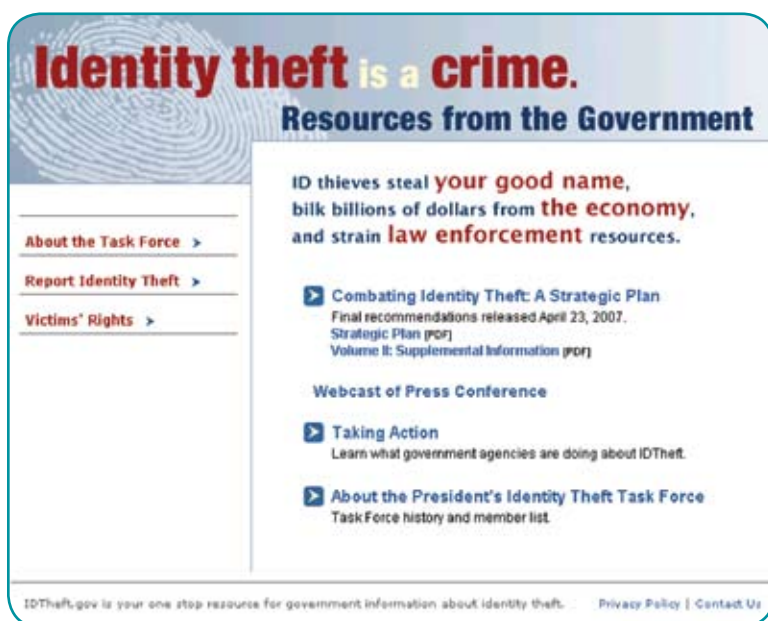 Identity theft is a crime.
Resources from the Government
ID thieves steal your good name,
bilk billions of dollars from the economy,
and strain law enforcement resources.
About the Task Force
Report Identity Theft
Victims' Rights
Combating Identity Theft: A Strategic Plan
Final recommendations released April 23, 2007.
Strategic Plan [PDF]
Volume II: Supplemental Information [PDF]
Webcast of Press Conference
Taking Action
Learn what government agencies are doing about IDTheft.
About the President's Identity Theft Task Force
Task Force history and member list.
IDTheft.gov is your one stop resource for government information about identity theft. Privacy Policy | Contact Us